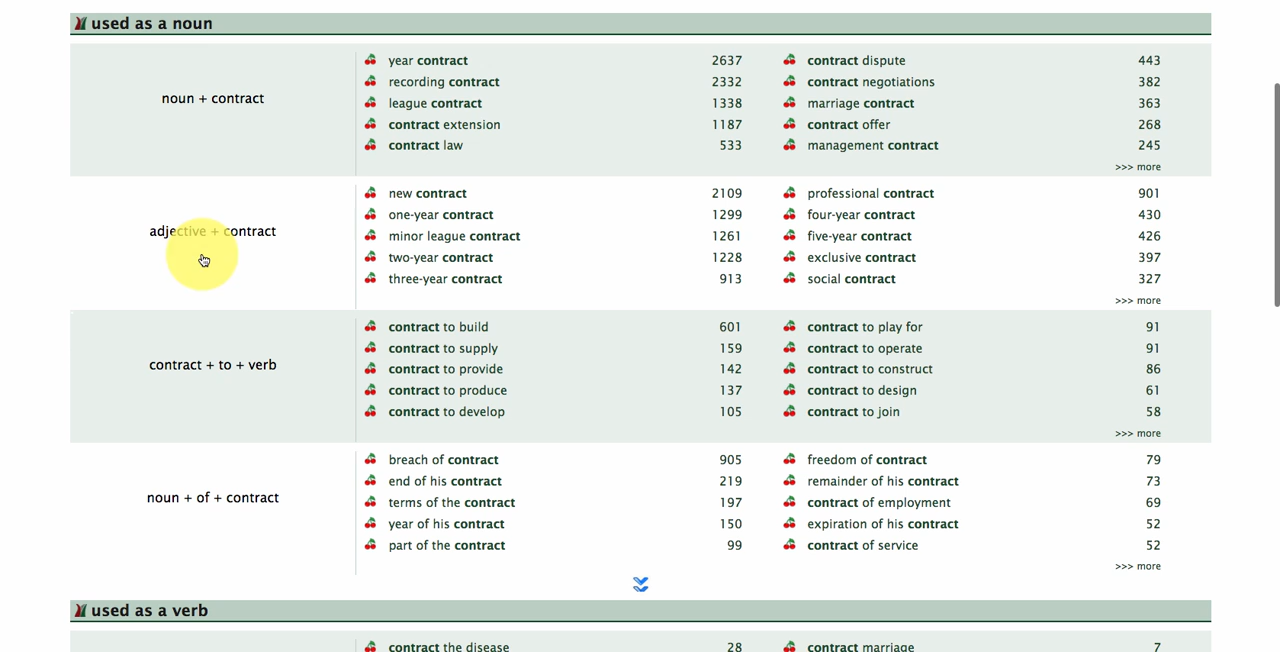 used as a noun
noun + contract
year contract 2637 contract dispute 443
recording contract 2332 contract negotiations 382
league contract 1338 marriage contract 363
contract extension 1187 contract offer 268
contract law 533 management contract 245
>>> more
adjective + contract
new contract 2109 professional contract 901
one-year contract 1299 four-year contract 430
minor league contract 1261 five-year contract 426
two-year contract 1228 exclusive contract 397
three-year contract 913 social contract 327
>>> more
contract + to + verb
contract to build 601 contract to play for 91
contract to supply 159 contract to operate 91
contract to provide 142 contract to construct 86
contract to produce 137 contract to design 61
contract to develop 105 contract to join 58
>>> more
noun + of + contract
breach of contract 905 freedom of contract 79
end of his contract 219 remainder of his contract 73
terms of the contract 197 contract of employment 69
year of his contract 150 expiration of his contract 52
part of the contract 99 contract of service 52
>>> more
used as a verb
contract the disease 28 contract marriage 7